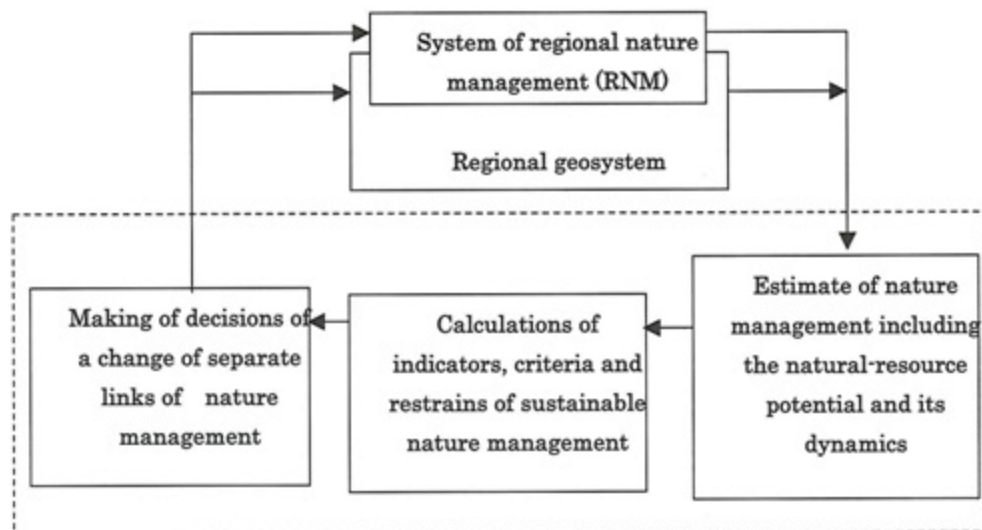 System of regional nature
management (RNM)
Regional geosystem
Making of decisions of
a change of separate
links of nature
management
Calculations of
indicators, criteria and
restrains of sustainable
nature management
Estimate of nature
management including
the natural-resource
potential and its
dynamics